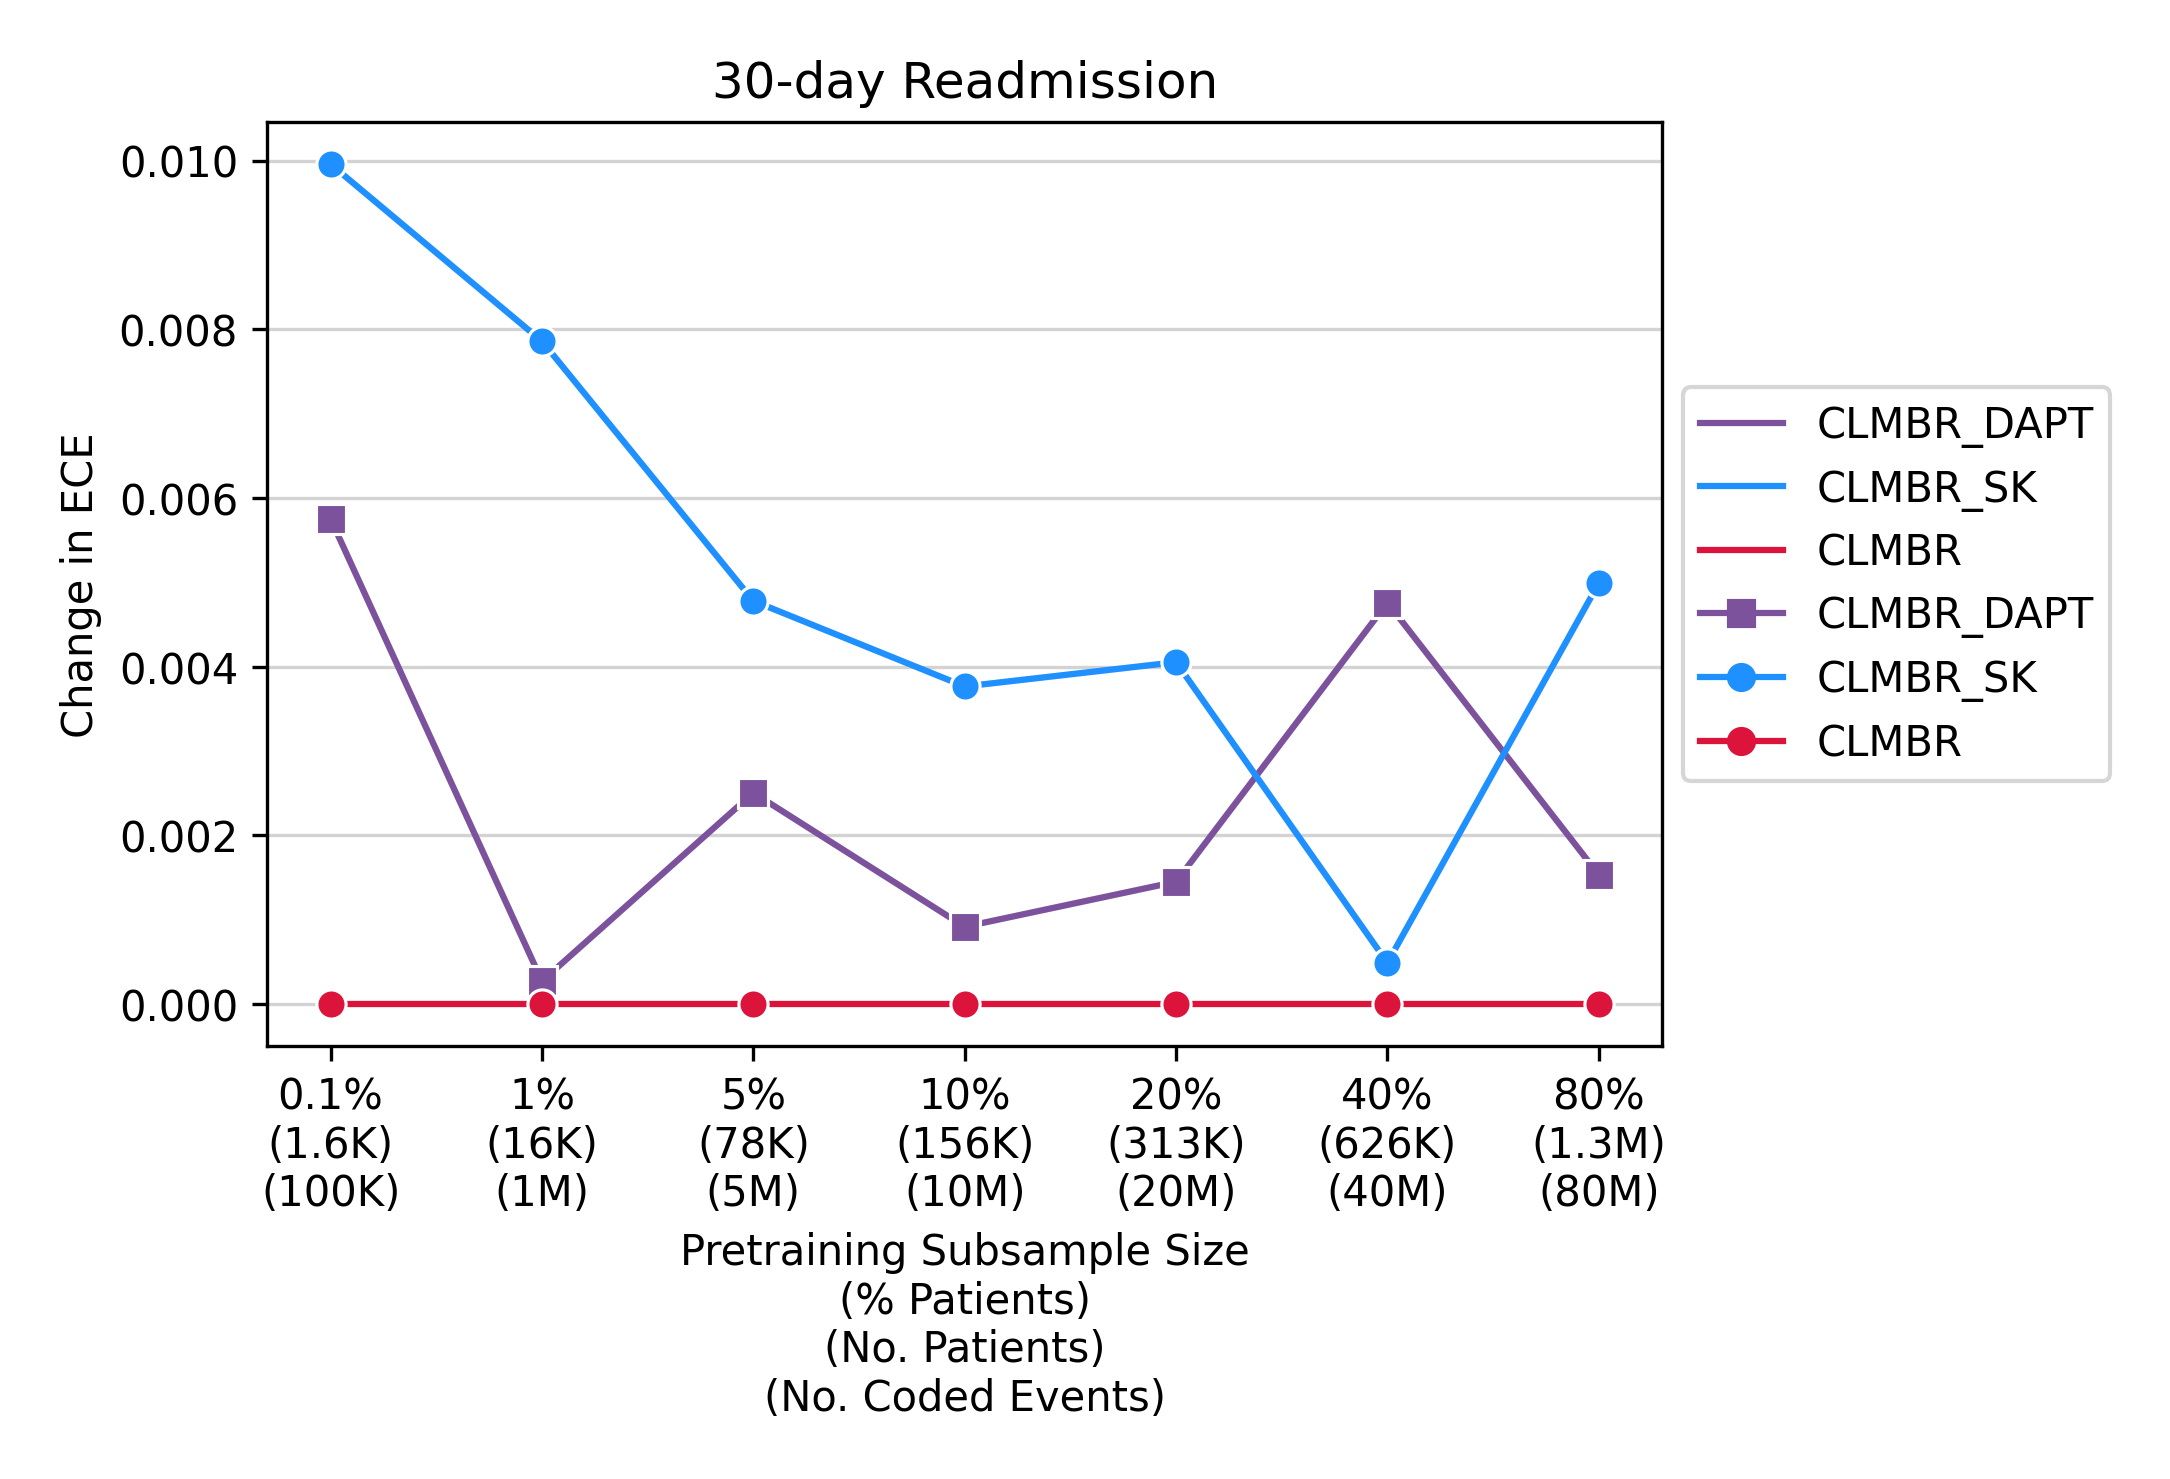 30-day Readmission
Change in ECE
0.010
0.008
0.006
0.004
0.002
0.000
0.1% 1% 5% 10% 20% 40% 80%
(1.6K) (16K) (78K) (156K) (313K) (626K) (1.3M)
(100K) (1M) (5M) (10M) (20M) (40M) (80M)
Pretraining Subsample Size
(% Patients)
(No. Patients)
(No. Coded Events)
CLMBR_DAPT
CLMBR_SK
CLMBR
CLMBR_DAPT
CLMBR_SK
CLMBR